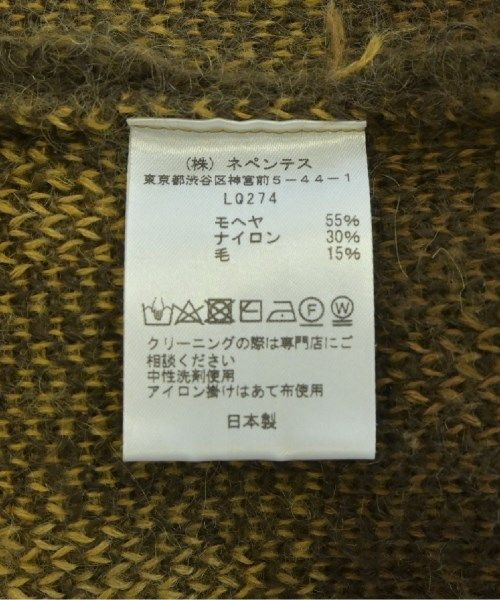 （株）ネペンテス
東京都渋谷区神宮前5－44－1
LQ274
モヘヤ 55%
ナイロン 30%
毛 15%
F W
クリーニングの際は専門店にご
相談ください
中性洗剤使用
アイロン掛けはあて布使用
日本製